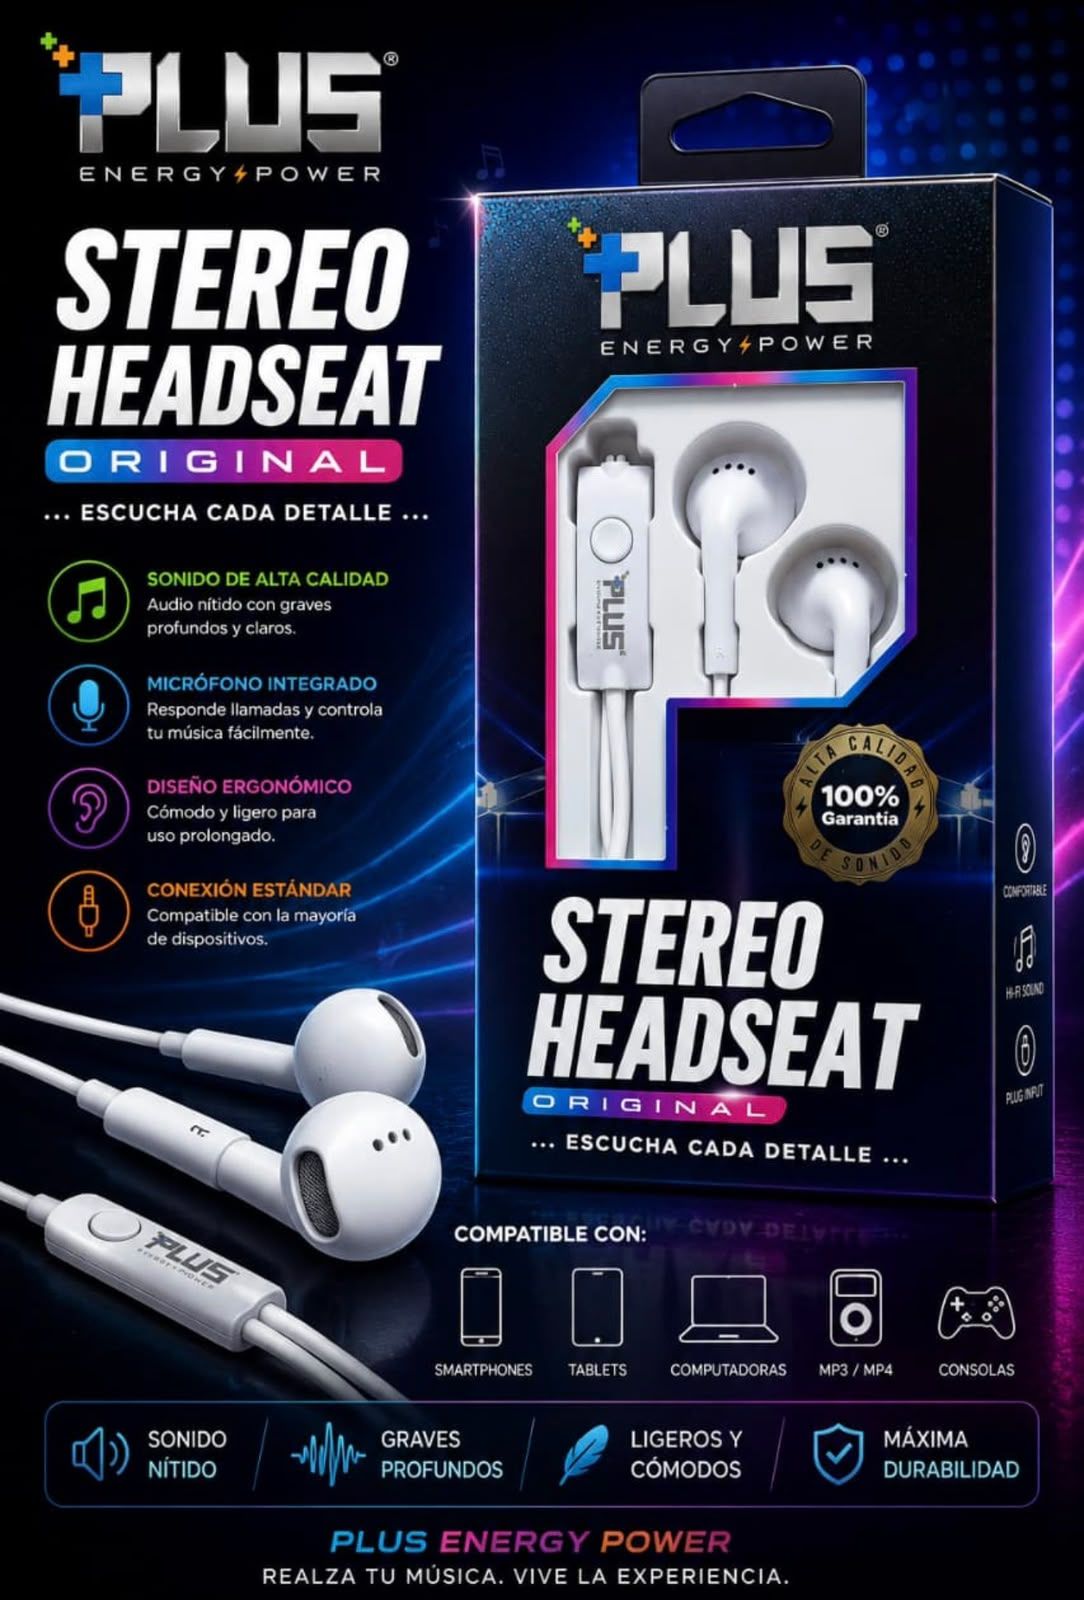 PLUS®
ENERGY POWER
STEREO
HEADSEAT
ORIGINAL
... ESCUCHA CADA DETALLE ...
SONIDO DE ALTA CALIDAD
Audio nítido con graves
profundos y claros.
MICRÓFONO INTEGRADO
Responde llamadas y controla
tu música fácilmente.
DISEÑO ERGONÓMICO
Cómodo y ligero para
uso prolongado.
CONEXIÓN ESTÁNDAR
Compatible con la mayoría
de dispositivos.
PLUS®
ENERGY POWER
PLUS
ALTA CALIDAD
100%
Garantía
DE SONIDO
CONFORTABLE
HI-FI SOUND
PLUG INPUT
STEREO
HEADSEAT
ORIGINAL
... ESCUCHA CADA DETALLE ...
PLUS
COMPATIBLE CON:
SMARTPHONES
TABLETS
COMPUTADORAS
MP3 / MP4
CONSOLAS
SONIDO
NÍTIDO
GRAVES
PROFUNDOS
LIGEROS Y
CÓMODOS
MÁXIMA
DURABILIDAD
PLUS ENERGY POWER
REALZA TU MÚSICA. VIVE LA EXPERIENCIA.